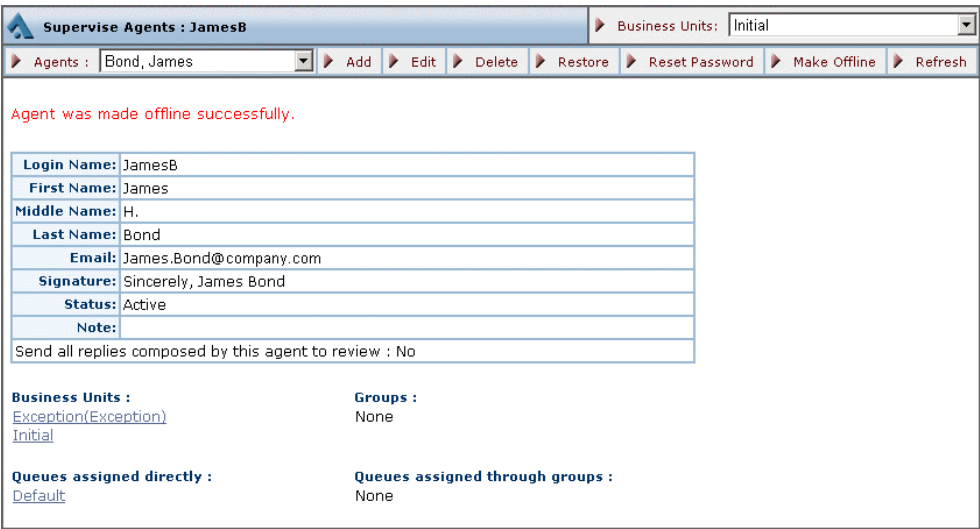 Supervise Agents : JamesB Business Units: Initial
Agents : Bond, James Add Edit Delete Restore Reset Password Make Offline Refresh
Agent was made offline successfully.
Login Name: JamesB
First Name: James
Middle Name: H.
Last Name: Bond
Email: James.Bond@company.com
Signature: Sincerely, James Bond
Status: Active
Note:
Send all replies composed by this agent to review : No
Business Units : Groups :
Exception(Exception) None
Initial
Queues assigned directly : Queues assigned through groups :
Default None